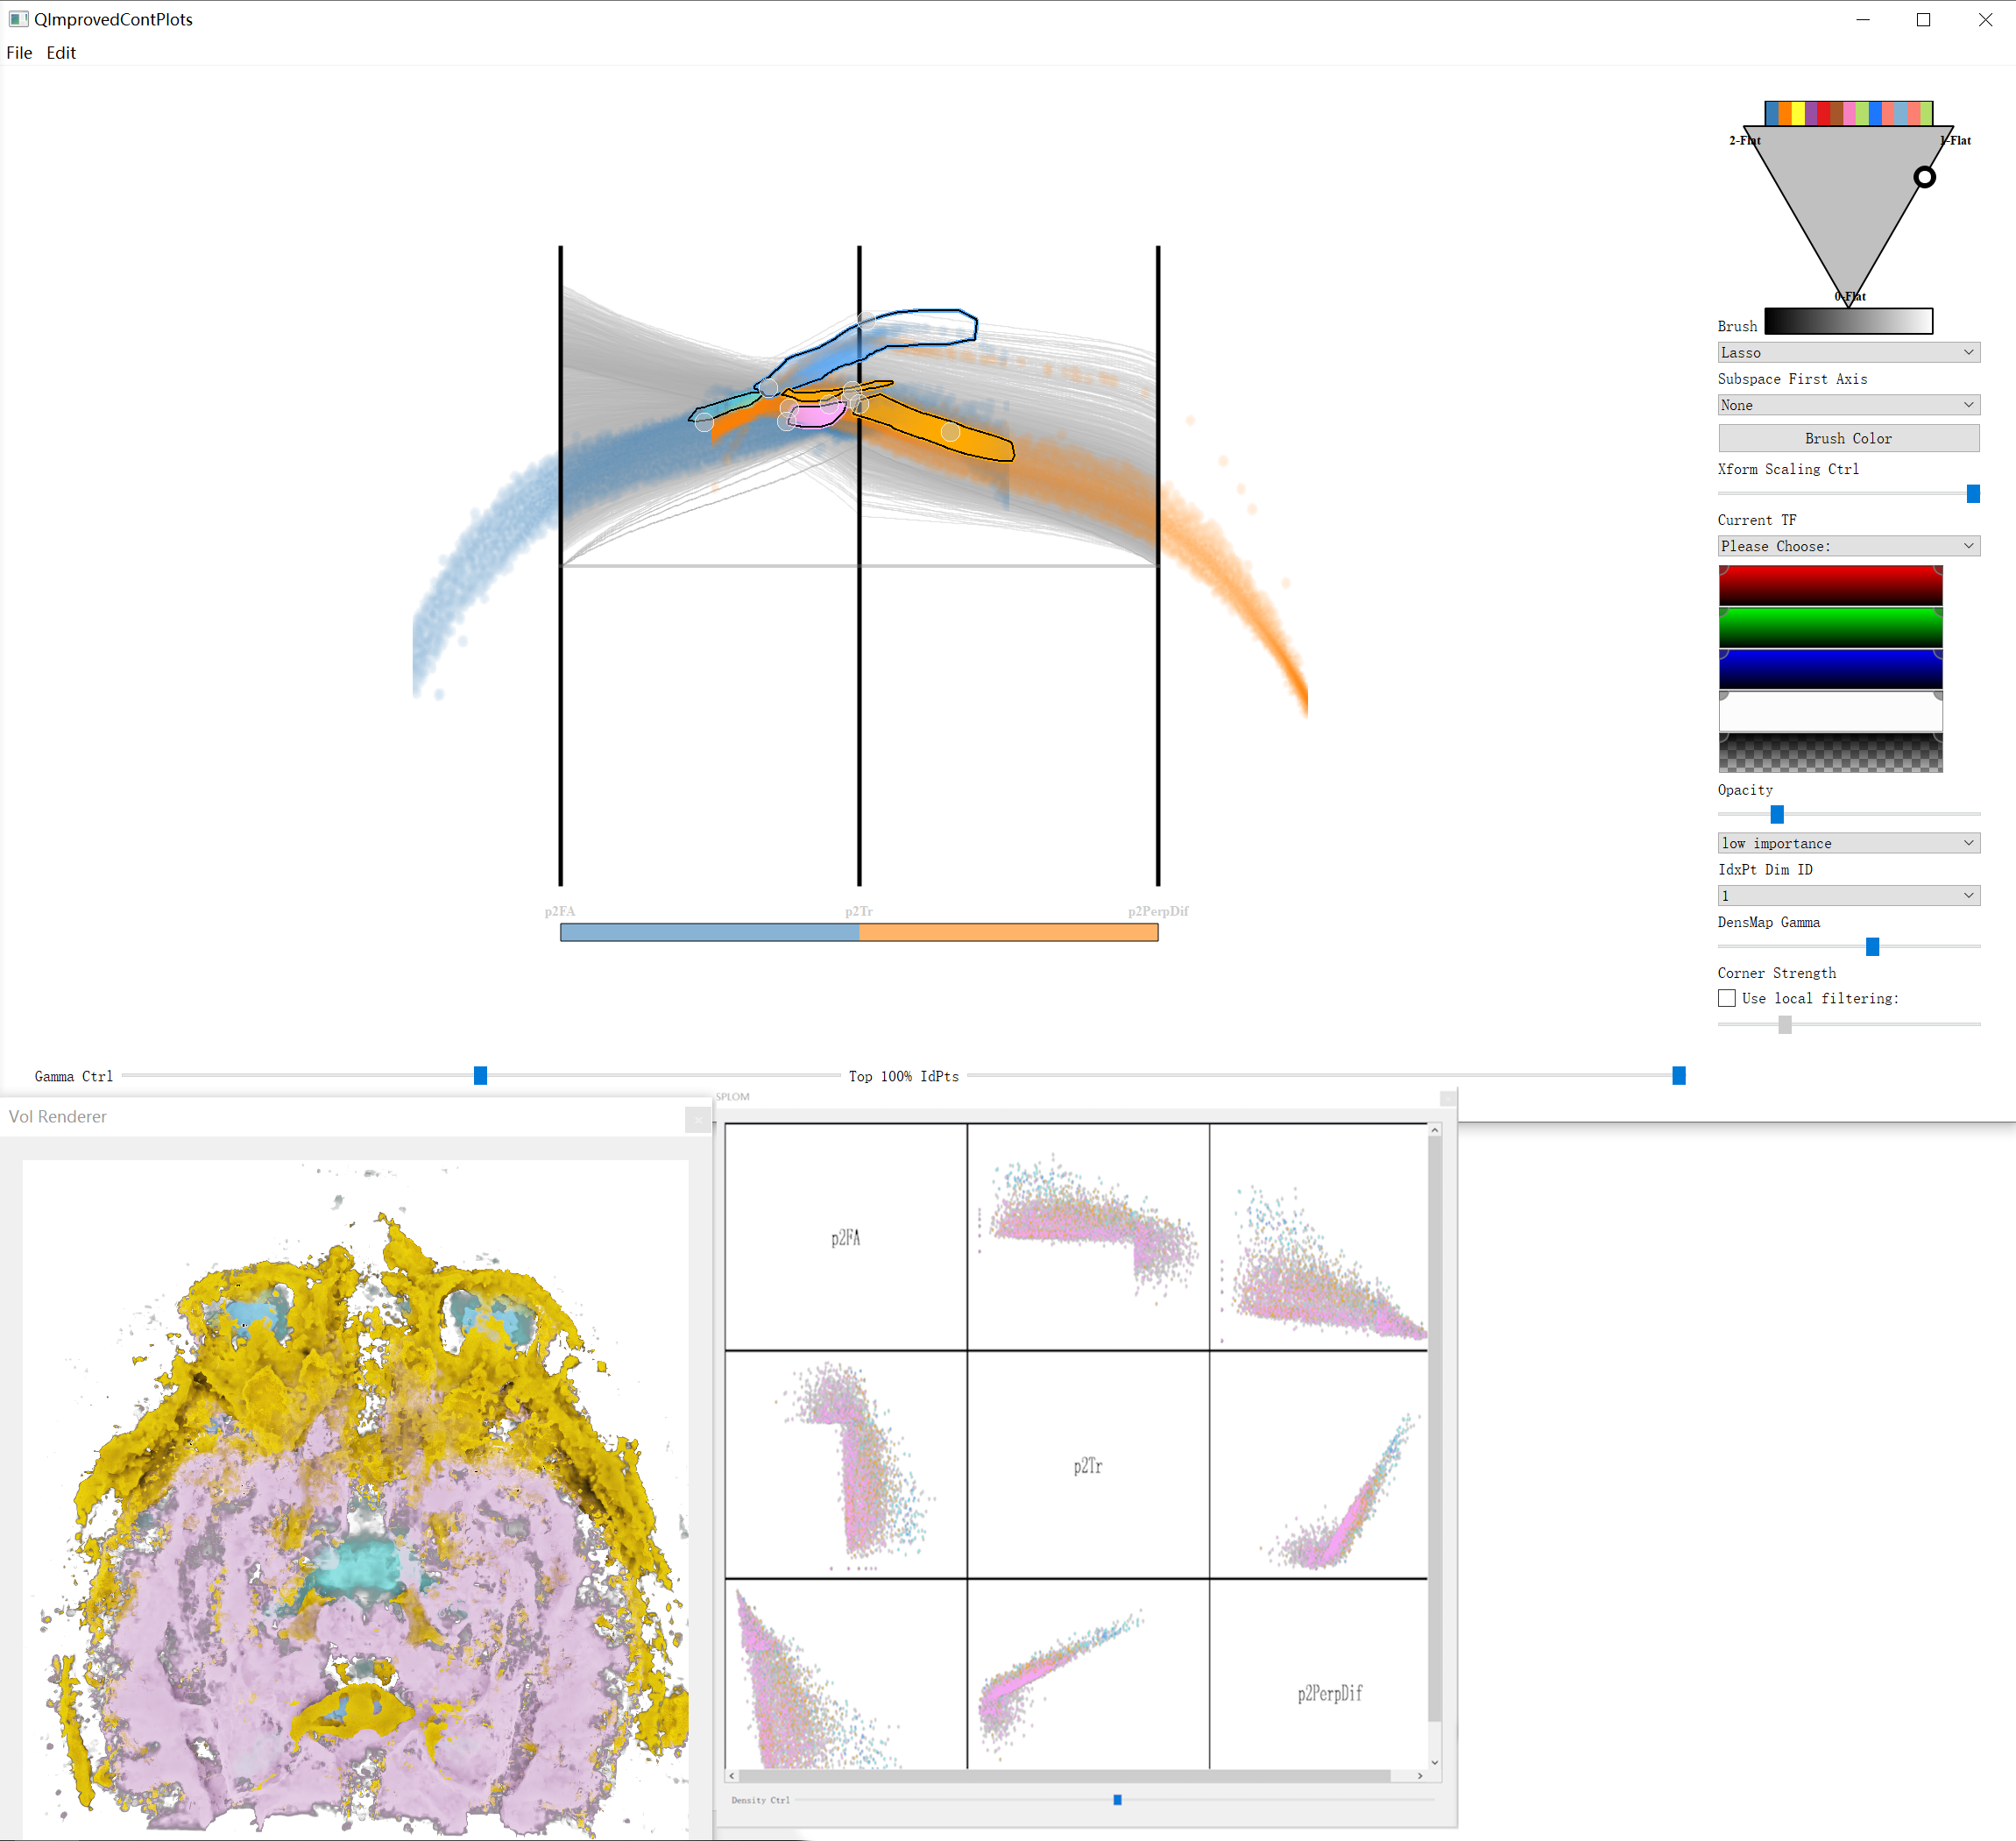 QImprovedContPlots
File Edit
2-Flat
1-Flat
0-Flat
Brush
Lasso
Subspace First Axis
None
Brush Color
Xform Scaling Ctrl
Current TF
Please Choose:
Opacity
low importance
IdxPt Dim ID
1
DensMap Gamma
Corner Strength
Use local filtering:
p2FA
p2Tr
p2PerpDif
Gamma Ctrl
Top 100% IdPts
Vol Renderer
SPLOM
p2FA
p2Tr
p2PerpDif
Density Ctrl